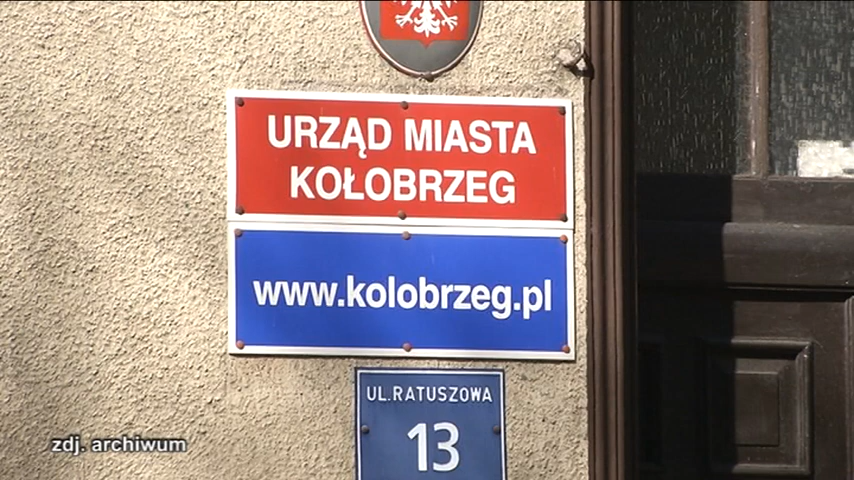 URZĄD MIASTA
KOŁOBRZEG
www.kolobrzeg.pl
UL.RATUSZOWA
13
zdj. archiwum